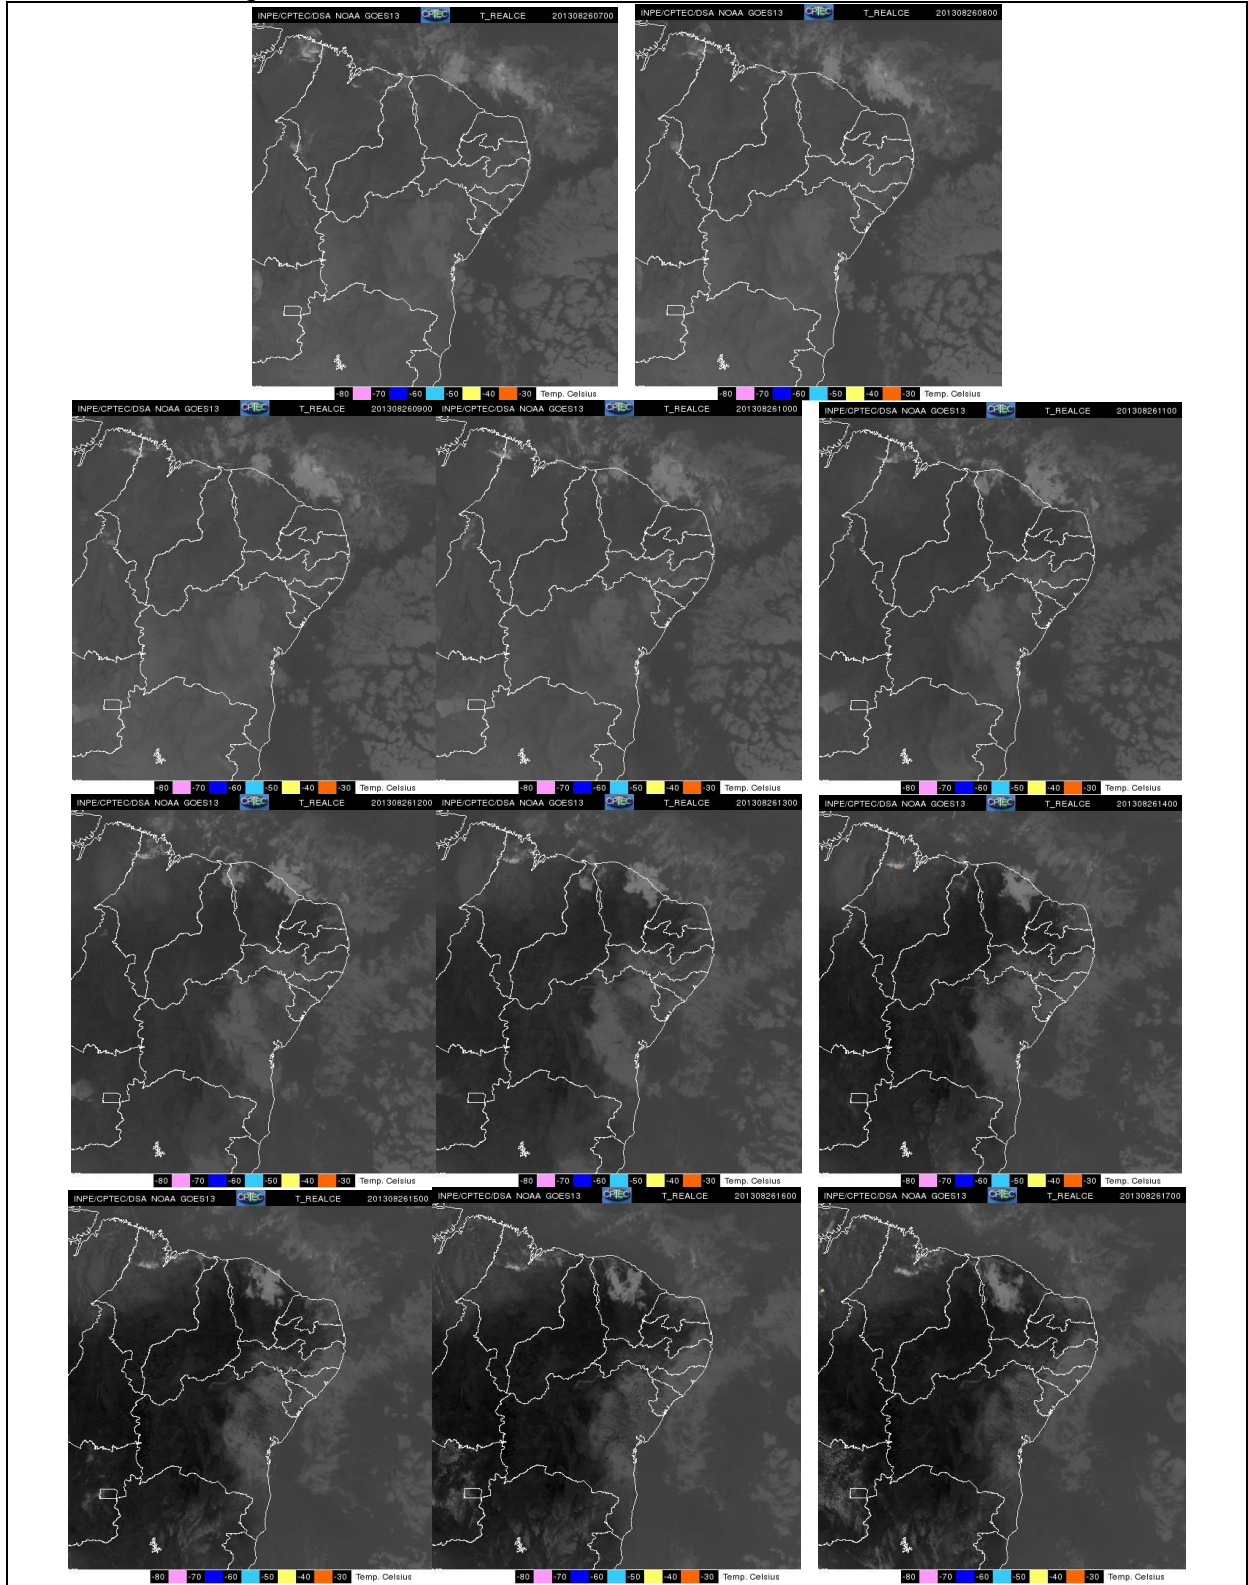 INPE/CPTEC/DSA NOAA GOES13 CPTEC T_REALCE 201308260700
INPE/CPTEC/DSA NOAA GOES13 CPTEC T_REALCE 201308260800
-80 -70 -60 -50 -40 -30 Temp. Celsius
-80 -70 -60 -50 -40 -30 Temp. Celsius
INPE/CPTEC/DSA NOAA GOES13 CPTEC T_REALCE 201308260900
INPE/CPTEC/DSA NOAA GOES13 CPTEC T_REALCE 201308261000
INPE/CPTEC/DSA NOAA GOES13 CPTEC T_REALCE 201308261100
-80 -70 -60 -50 -40 -30 Temp. Celsius
-80 -70 -60 -50 -40 -30 Temp. Celsius
-80 -70 -60 -50 -40 -30 Temp. Celsius
INPE/CPTEC/DSA NOAA GOES13 CPTEC T_REALCE 201308261200
INPE/CPTEC/DSA NOAA GOES13 CPTEC T_REALCE 201308261300
INPE/CPTEC/DSA NOAA GOES13 CPTEC T_REALCE 201308261400
-80 -70 -60 -50 -40 -30 Temp. Celsius
-80 -70 -60 -50 -40 -30 Temp. Celsius
-80 -70 -60 -50 -40 -30 Temp. Celsius
INPE/CPTEC/DSA NOAA GOES13 CPTEC T_REALCE 201308261500
INPE/CPTEC/DSA NOAA GOES13 CPTEC T_REALCE 201308261600
INPE/CPTEC/DSA NOAA GOES13 CPTEC T_REALCE 201308261700
-80 -70 -60 -50 -40 -30 Temp. Celsius
-80 -70 -60 -50 -40 -30 Temp. Celsius
-80 -70 -60 -50 -40 -30 Temp. Celsius